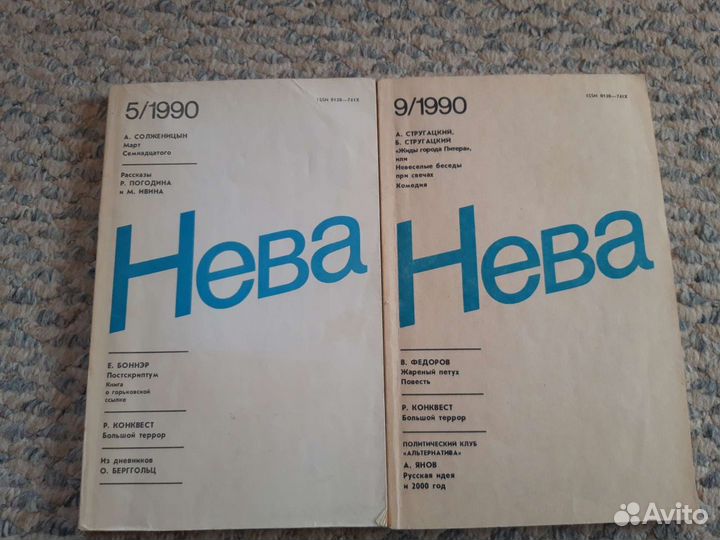 5/1990
ISSN 0130—741X
А. СОЛЖЕНИЦЫН
Март
Семнадцатого
Рассказы
Р. ПОГОДИНА
и М. ИВИНА
Нева
Е. БОННЭР
Постскриптум
Книга
о горьковской
ссылке
Р. КОНКВЕСТ
Большой террор
Из дневников
О. БЕРГГОЛЬЦ
9/1990
ISSN 0130—741X
А. СТРУГАЦКИЙ,
Б. СТРУГАЦКИЙ
«Жиды города Питера»,
или
Невеселые беседы
при свечах
Комедия
Нева
В. ФЕДОРОВ
Жареный петух
Повесть
Р. КОНКВЕСТ
Большой террор
ПОЛИТИЧЕСКИЙ КЛУБ
«АЛЬТЕРНАТИВА»
А. ЯНОВ
Русская идея
и 2000 год
Avito